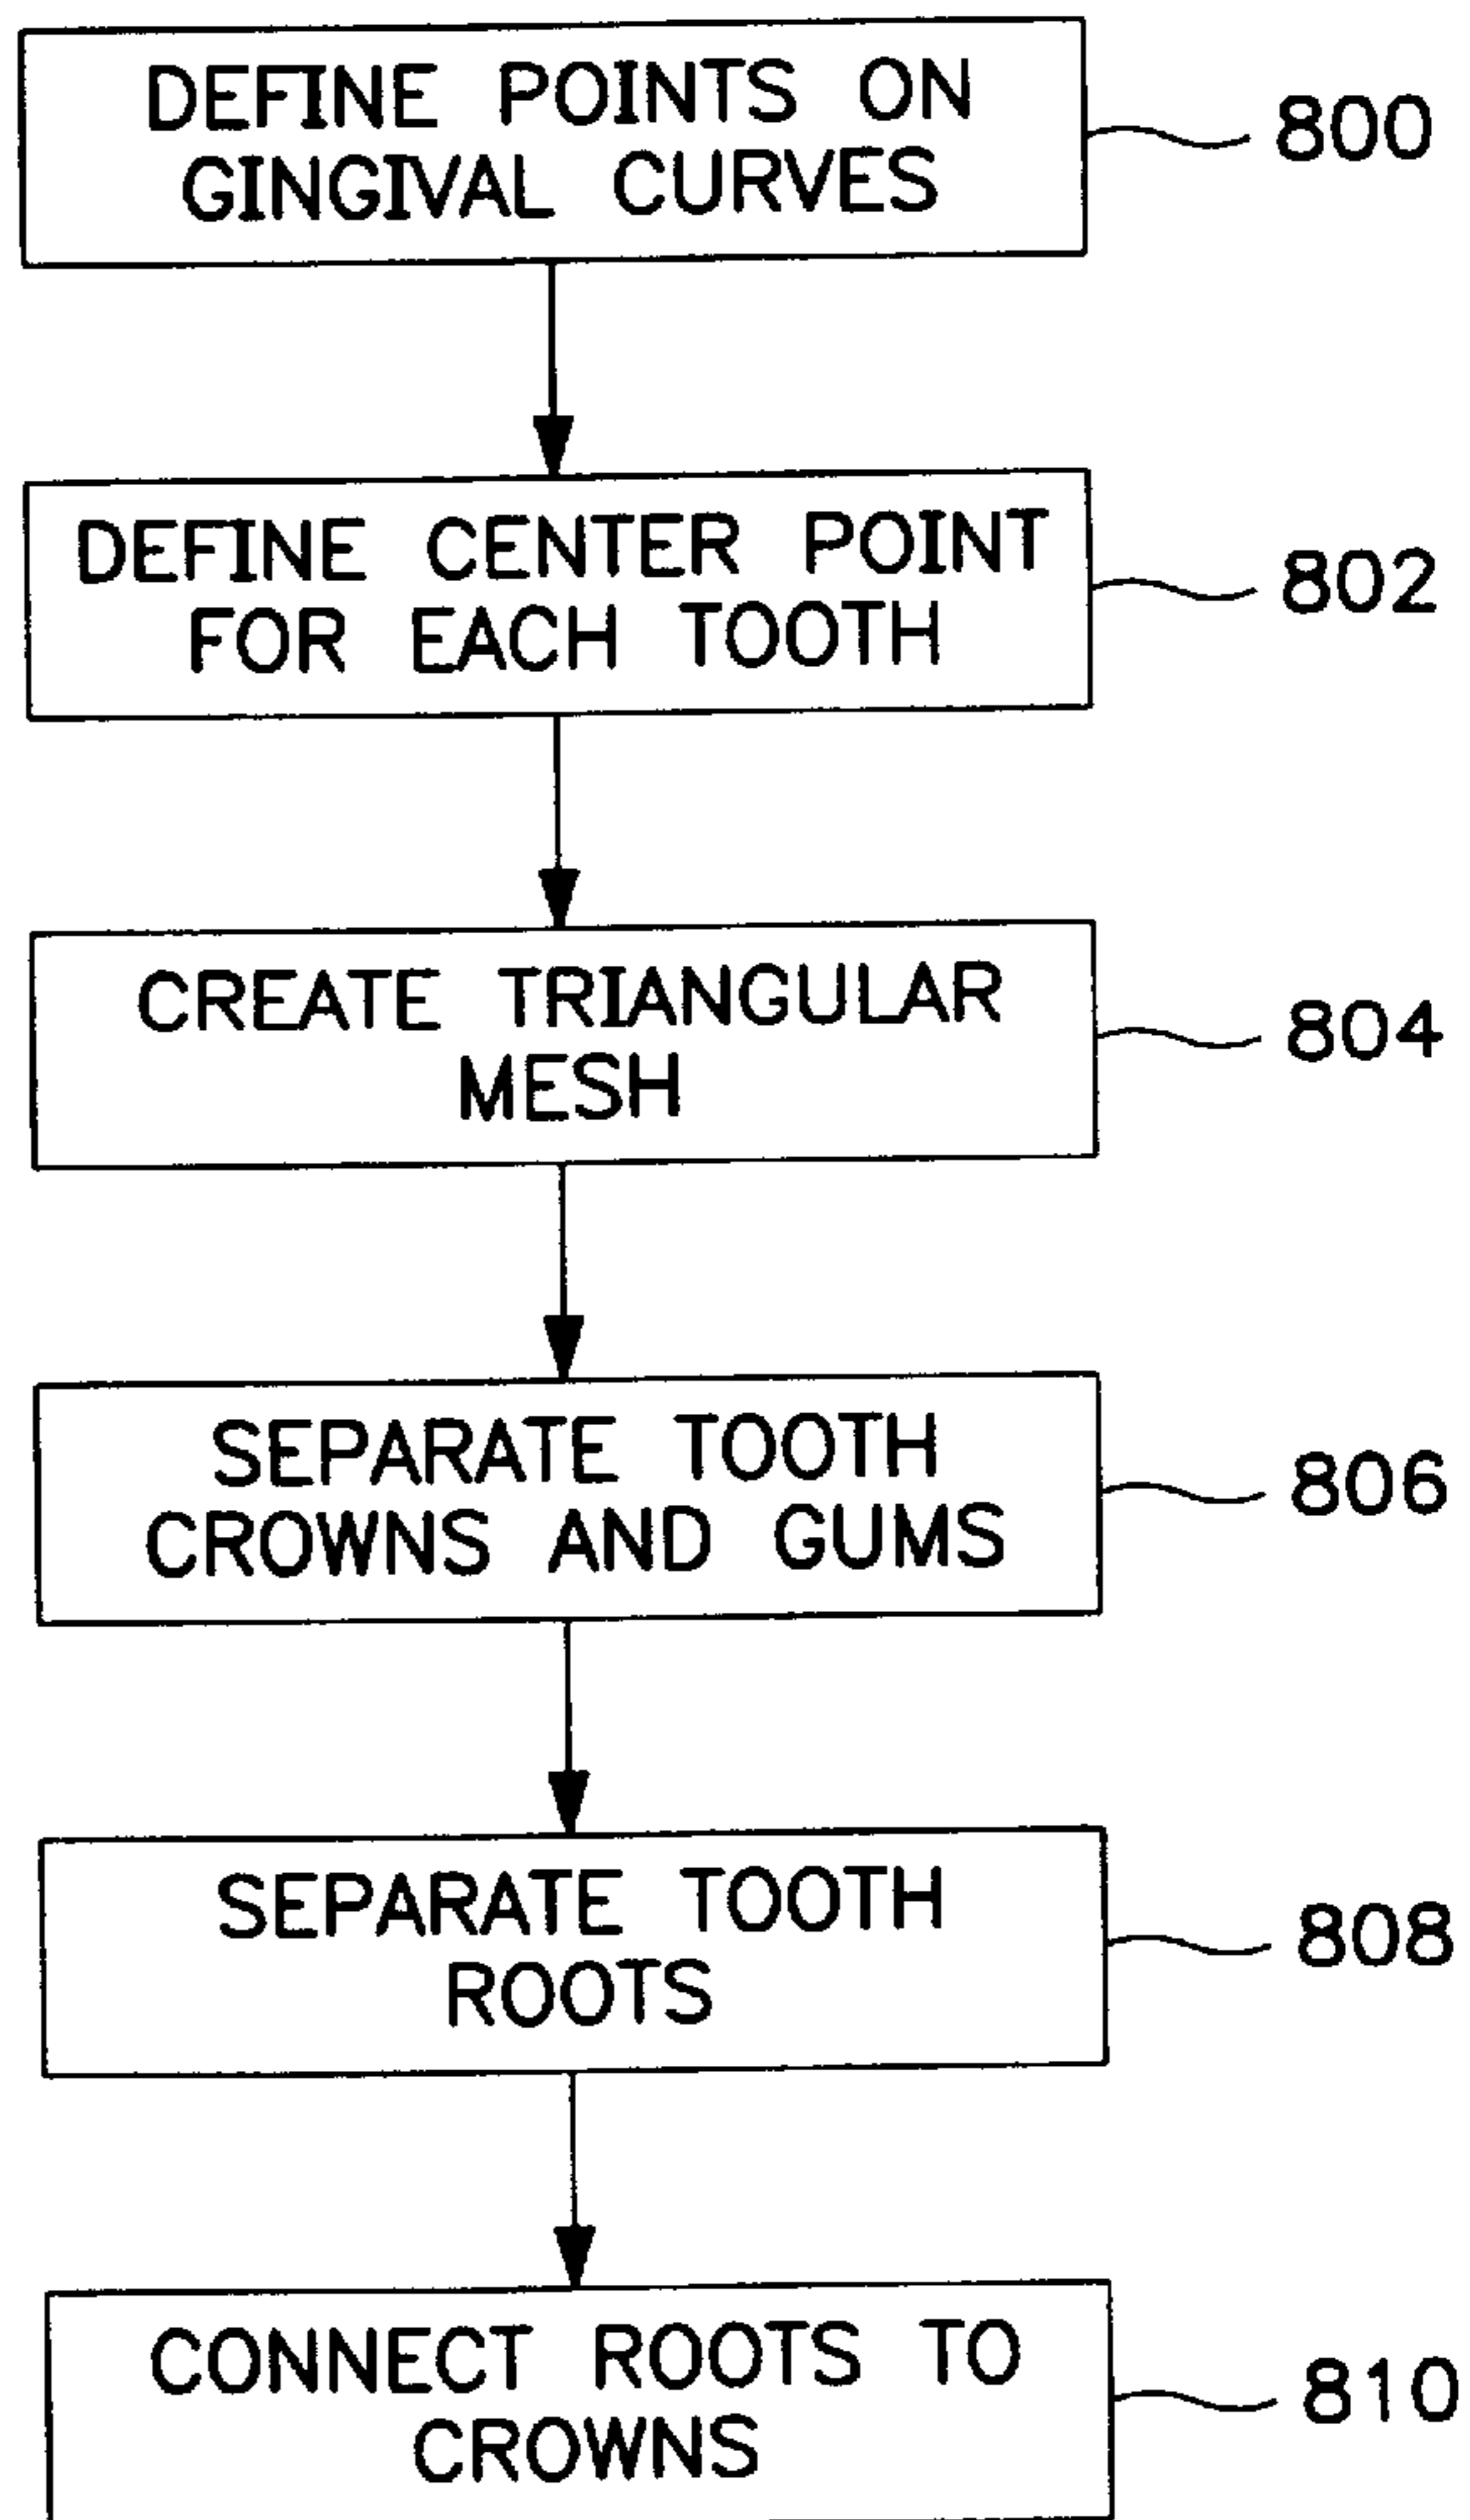 DEFINE POINTS ON
GINGIVAL CURVES
800
DEFINE CENTER POINT
FOR EACH TOOTH
802
CREATE TRIANGULAR
MESH
804
SEPARATE TOOTH
CROWNS AND GUMS
806
SEPARATE TOOTH
ROOTS
808
CONNECT ROOTS TO
CROWNS
810